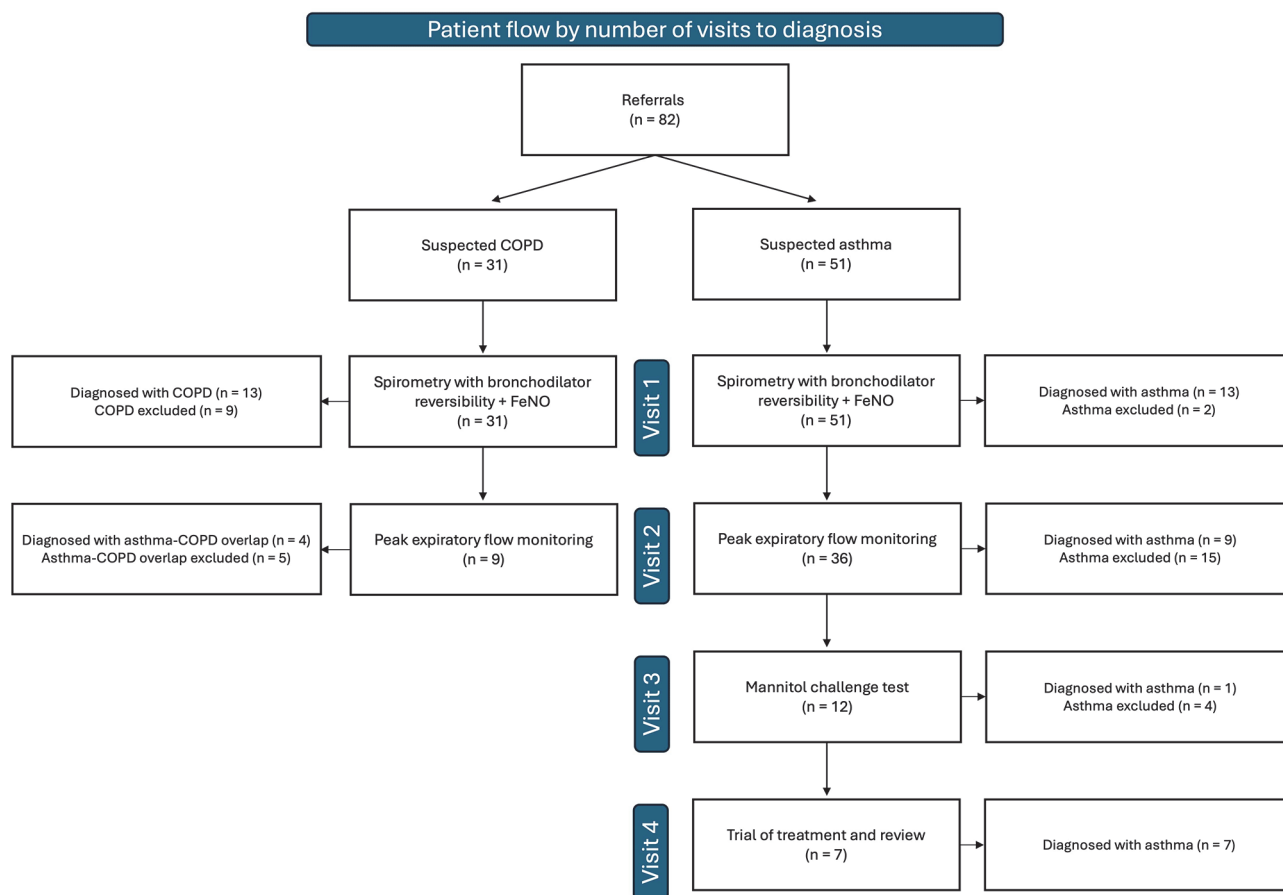 Patient flow by number of visits to diagnosis
Referrals
(n = 82)
Suspected COPD
(n = 31)
Suspected asthma
(n = 51)
Diagnosed with COPD (n = 13)
COPD excluded (n = 9)
Spirometry with bronchodilator
reversibility + FeNO
(n = 31)
Visit 1
Spirometry with bronchodilator
reversibility + FeNO
(n = 51)
Diagnosed with asthma (n = 13)
Asthma excluded (n = 2)
Diagnosed with asthma-COPD overlap (n = 4)
Asthma-COPD overlap excluded (n = 5)
Peak expiratory flow monitoring
(n = 9)
Visit 2
Peak expiratory flow monitoring
(n = 36)
Diagnosed with asthma (n = 9)
Asthma excluded (n = 15)
Visit 3
Mannitol challenge test
(n = 12)
Diagnosed with asthma (n = 1)
Asthma excluded (n = 4)
Visit 4
Trial of treatment and review
(n = 7)
Diagnosed with asthma (n = 7)